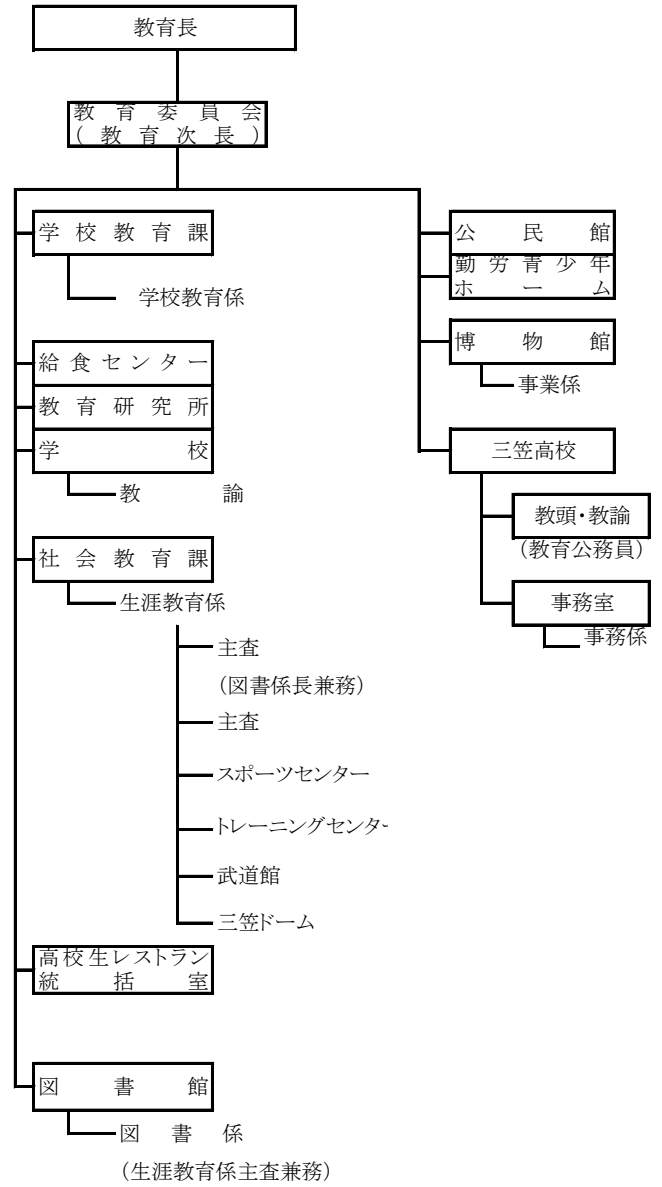 教育長
教育委員会
(教育次長)
学校教育課
学校教育係
給食センター
教育研究所
学校
教諭
社会教育課
生涯教育係
主査
(図書係長兼務)
主査
スポーツセンター
トレーニングセンター
武道館
三笠ドーム
高校生レストラン
統括室
図書館
図書係
(生涯教育係主査兼務)
公民館
勤労青少年
ホーム
博物館
事業係
三笠高校
教頭・教諭
(教育公務員)
事務室
事務係